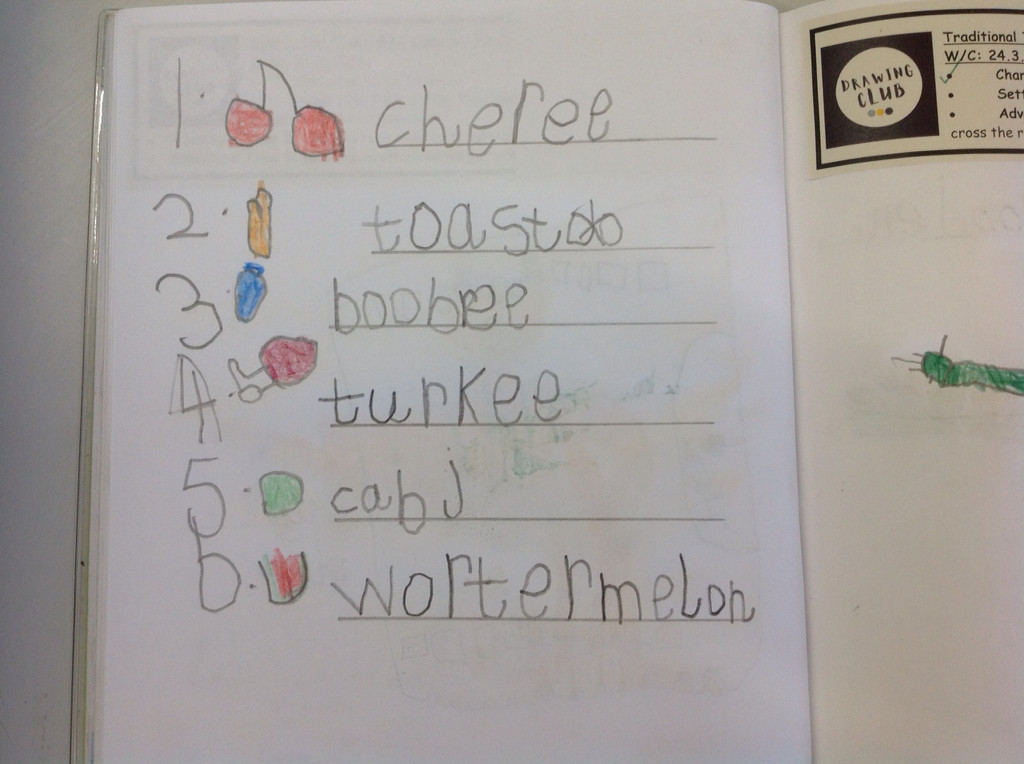 1. cheree
2. toast
3. boobee
4. turkee
5. cabj
6. wortermelon
DRAWING
CLUB
Traditional
W/C: 24.3.
Char
Sett
Adv
cross the r